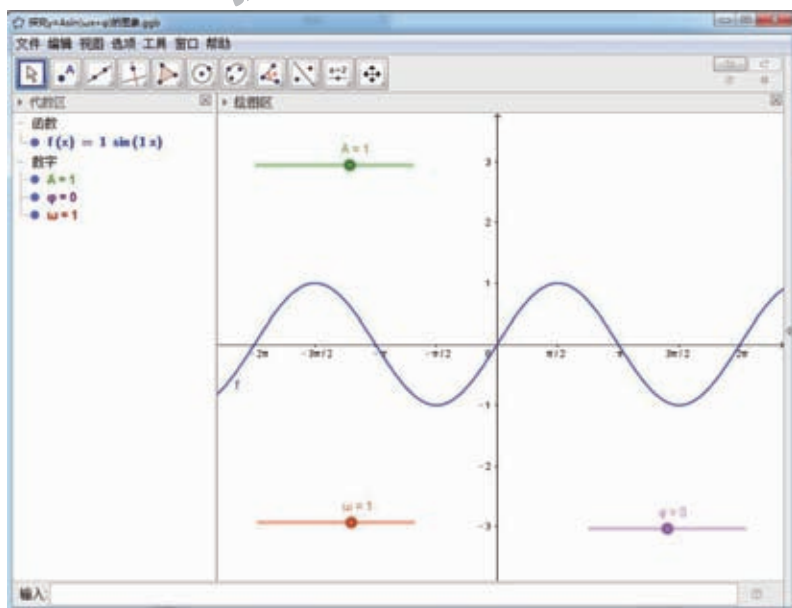 探究y=Asin(ωx+φ)的图象.ggb
文件 编辑 视图 选项 工具 窗口 帮助
A
a=2
代数区
绘图区
函数
f(x) = 1 sin(1 x)
数字
A = 1
φ = 0
ω = 1
A = 1
3
2
1
-2π -3π/2 -π -π/2 0 π/2 π 3π/2 2π
f
-1
-2
-3
ω = 1
φ = 0
输入: